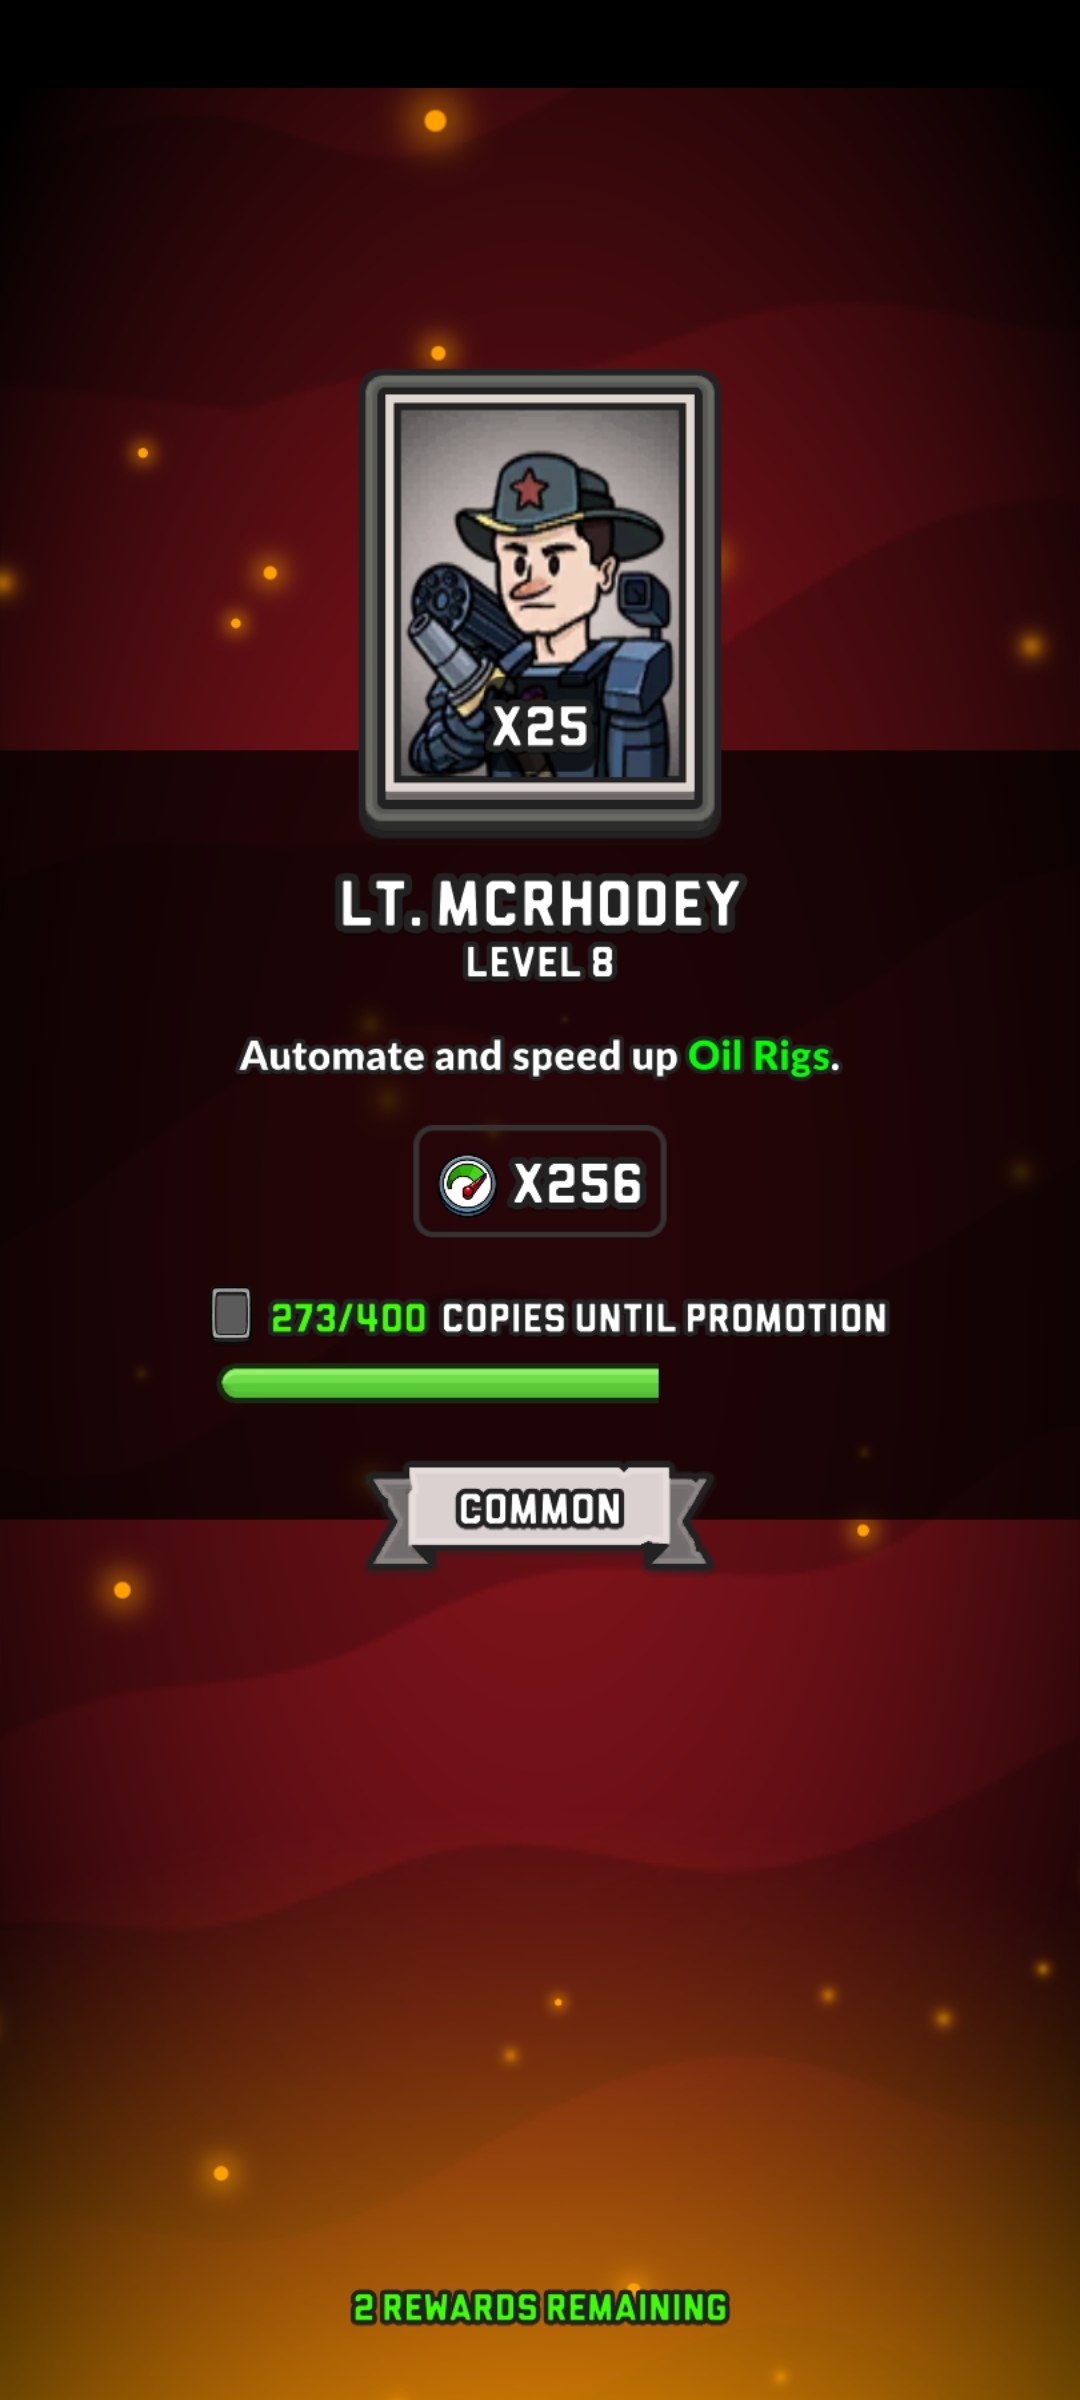 X25
LT. MCRHODEY
LEVEL 8
Automate and speed up Oil Rigs.
X256
273/400 COPIES UNTIL PROMOTION
COMMON
2 REWARDS REMAINING